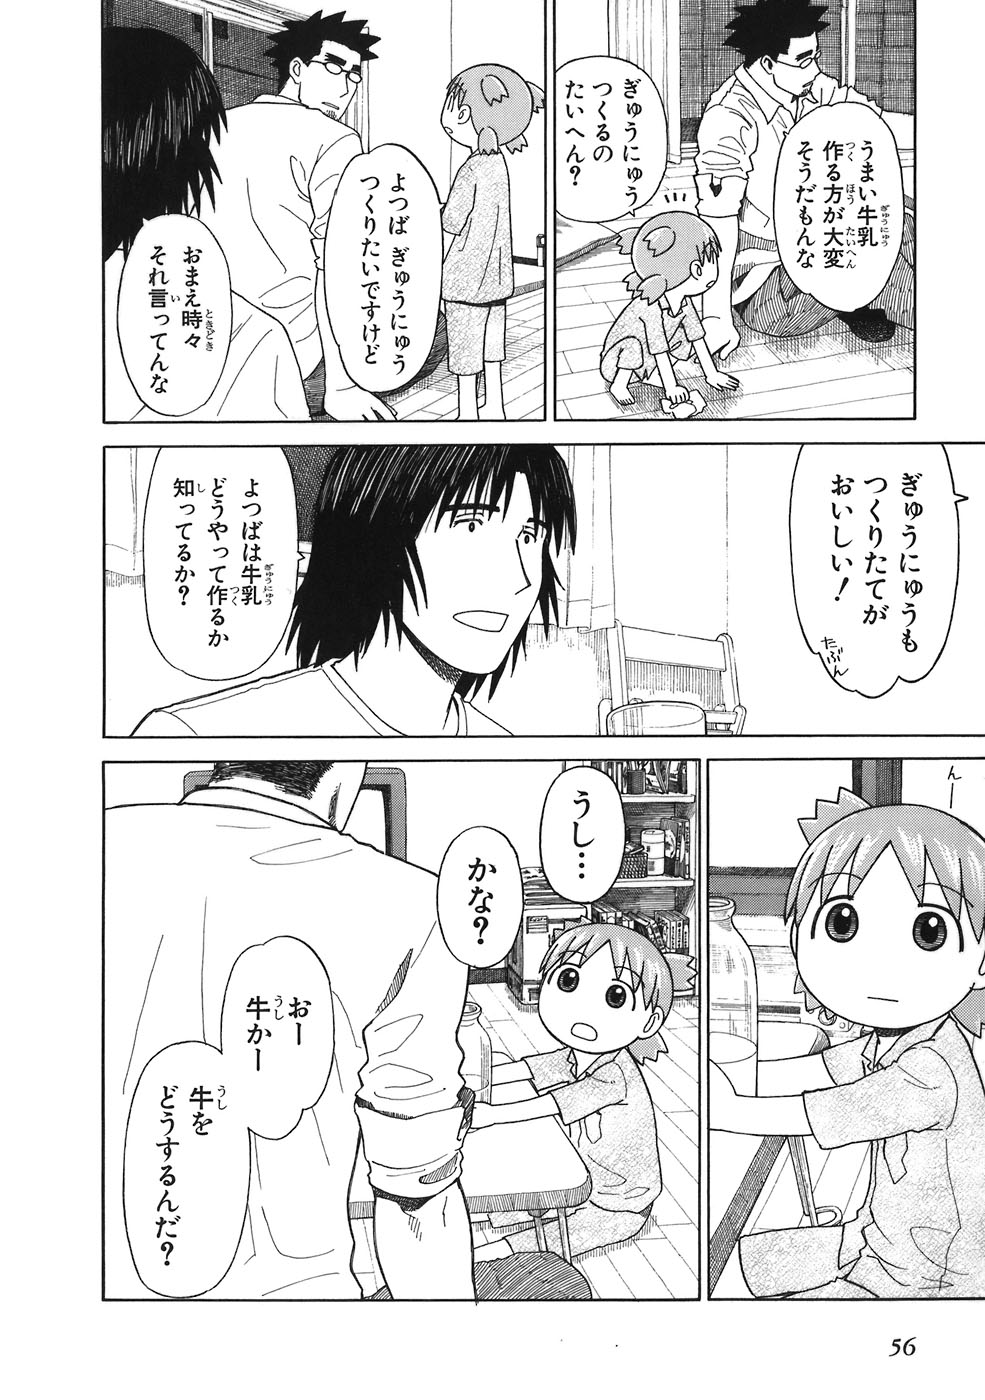 うまい牛乳
作る方が大変
そうだもんな
ぎゅうにゅう
つくるの
たいへん?
よつば ぎゅうにゅう
つくりたいですけど
おまえ時々
それ言ってんな
ぎゅうにゅうも
つくりたてが
おいしい!
たぶん
よつばは牛乳
どうやって作るか
知ってるか?
ん
うし…
かな?
おー
牛かー
牛を
どうするんだ?
56